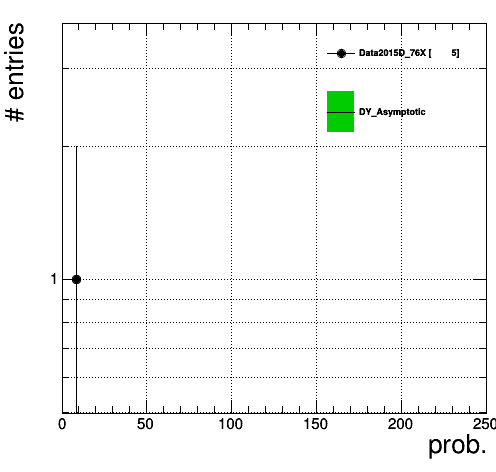 # entries
Data2015D_76X [ 5]
DY_Asymptotic
1
0 50 100 150 200 250
prob.